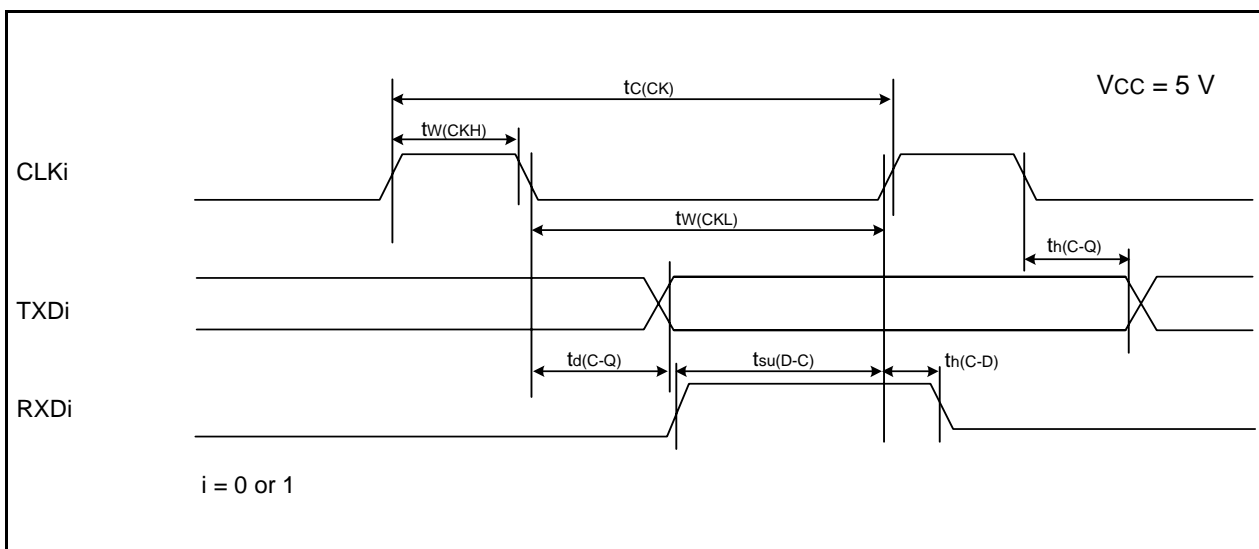 tC(CK)
VCC = 5 V
tW(CKH)
CLKi
tW(CKL)
th(C-Q)
TXDi
td(C-Q)
tsu(D-C)
th(C-D)
RXDi
i = 0 or 1